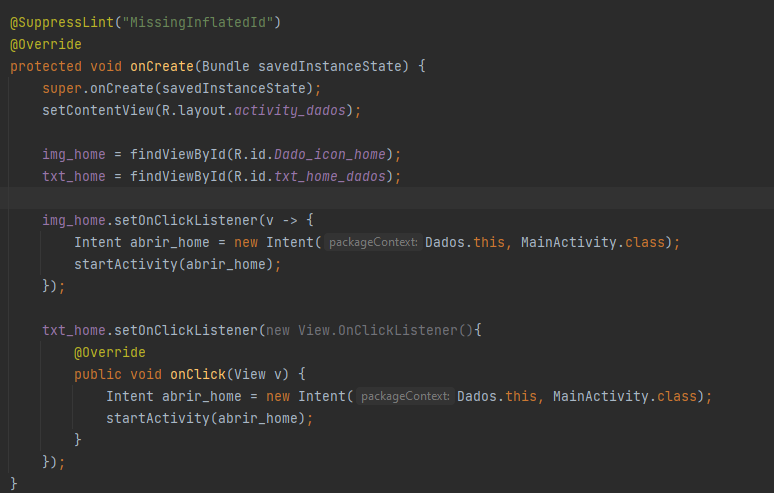 @SuppressLint("MissingInflatedId")
@Override
protected void onCreate(Bundle savedInstanceState) {
super.onCreate(savedInstanceState);
setContentView(R.layout.activity_dados);
img_home = findViewById(R.id.Dado_icon_home);
txt_home = findViewById(R.id.txt_home_dados);
img_home.setOnClickListener(v -> {
Intent abrir_home = new Intent( packageContext: Dados.this, MainActivity.class);
startActivity(abrir_home);
});
txt_home.setOnClickListener(new View.OnClickListener(){
@Override
public void onClick(View v) {
Intent abrir_home = new Intent( packageContext: Dados.this, MainActivity.class);
startActivity(abrir_home);
}
});
}